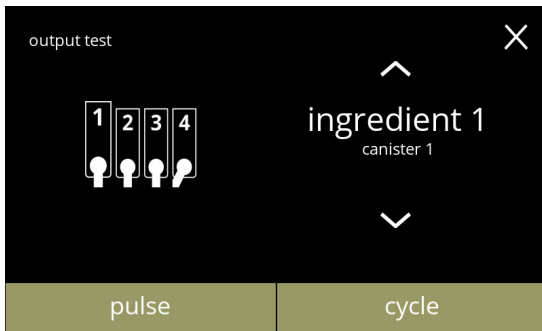 output test
1 2 3 4
ingredient 1
canister 1
pulse
cycle